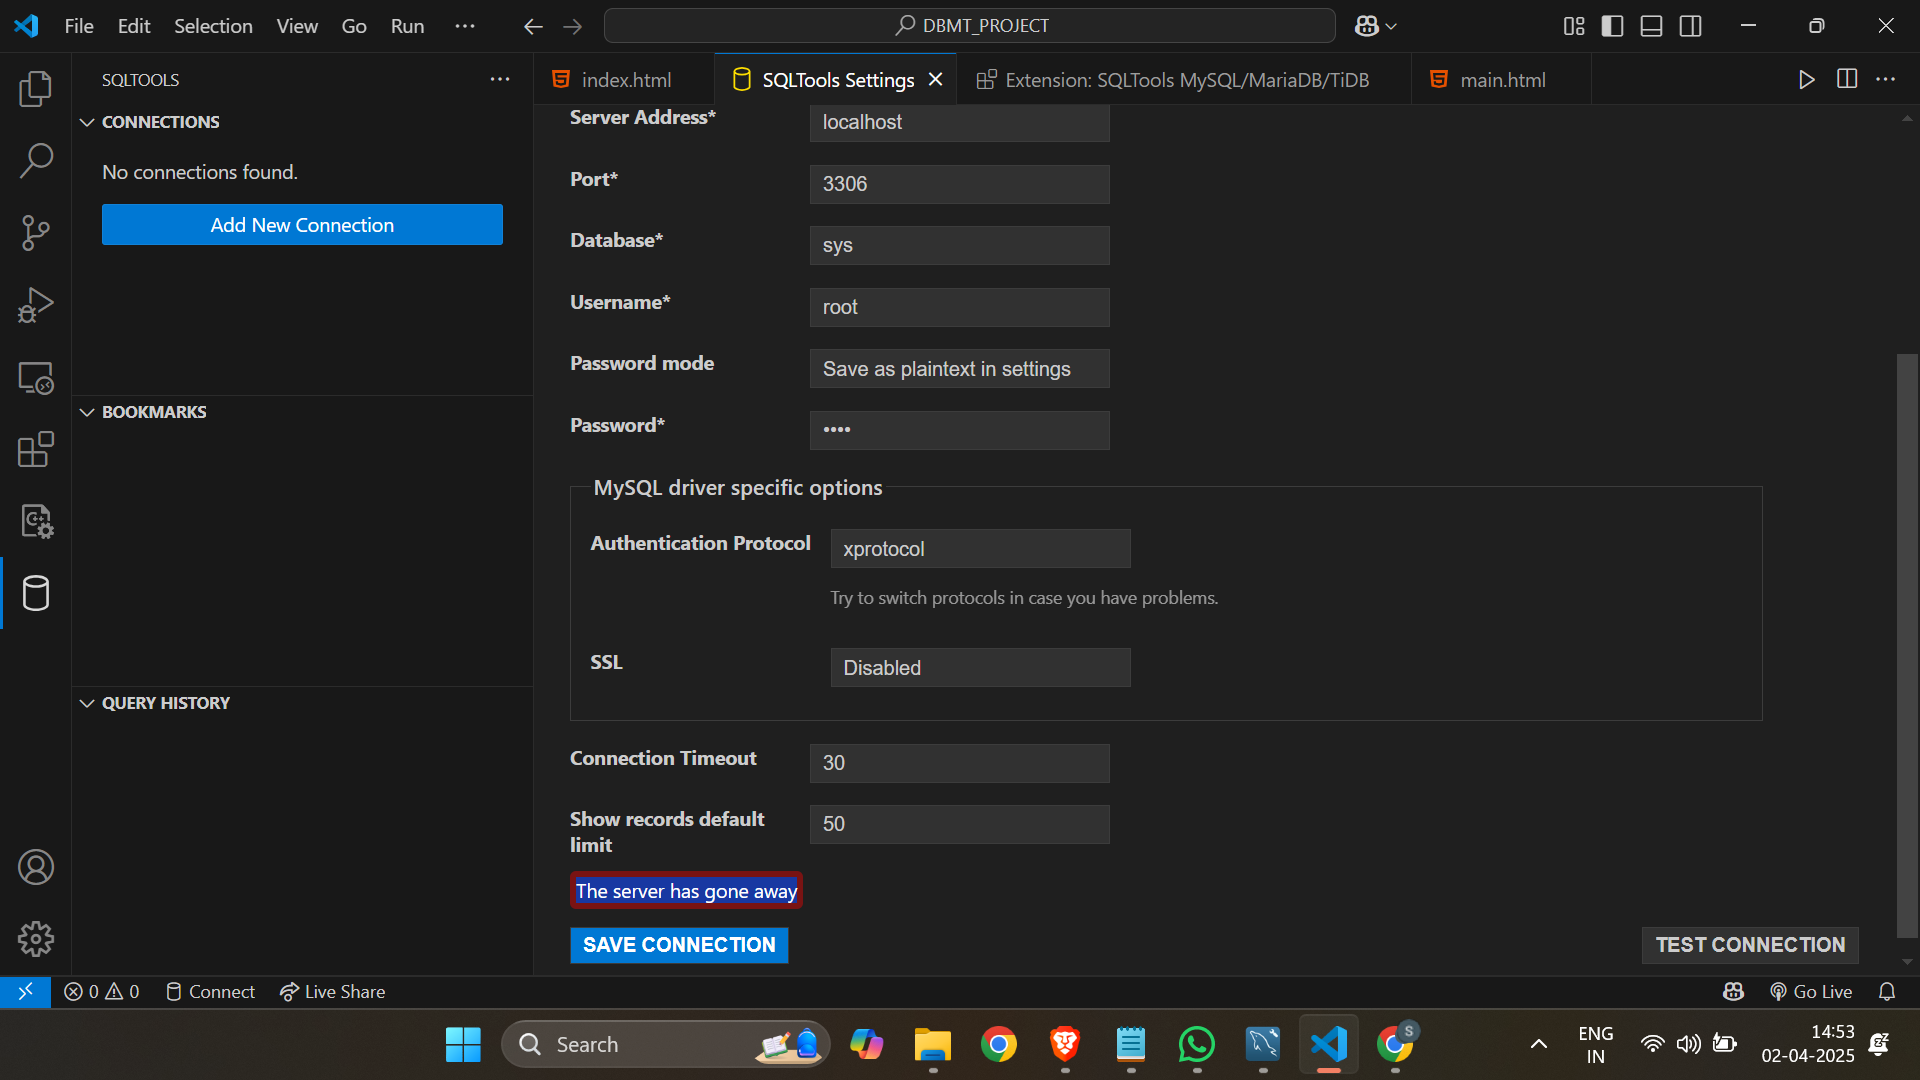 File Edit Selection View Go Run ···
DBMT_PROJECT
SQLTOOLS
index.html
SQLTools Settings
Extension: SQLTools MySQL/MariaDB/TiDB
main.html
CONNECTIONS
No connections found.
Add New Connection
BOOKMARKS
QUERY HISTORY
Server Address* localhost
Port* 3306
Database* sys
Username* root
Password mode Save as plaintext in settings
Password* ••••
MySQL driver specific options
Authentication Protocol xprotocol
Try to switch protocols in case you have problems.
SSL Disabled
Connection Timeout 30
Show records default
limit
50
The server has gone away
SAVE CONNECTION
TEST CONNECTION
0 0 Connect Live Share Go Live
Search
S
ENG
IN
14:53
02-04-2025